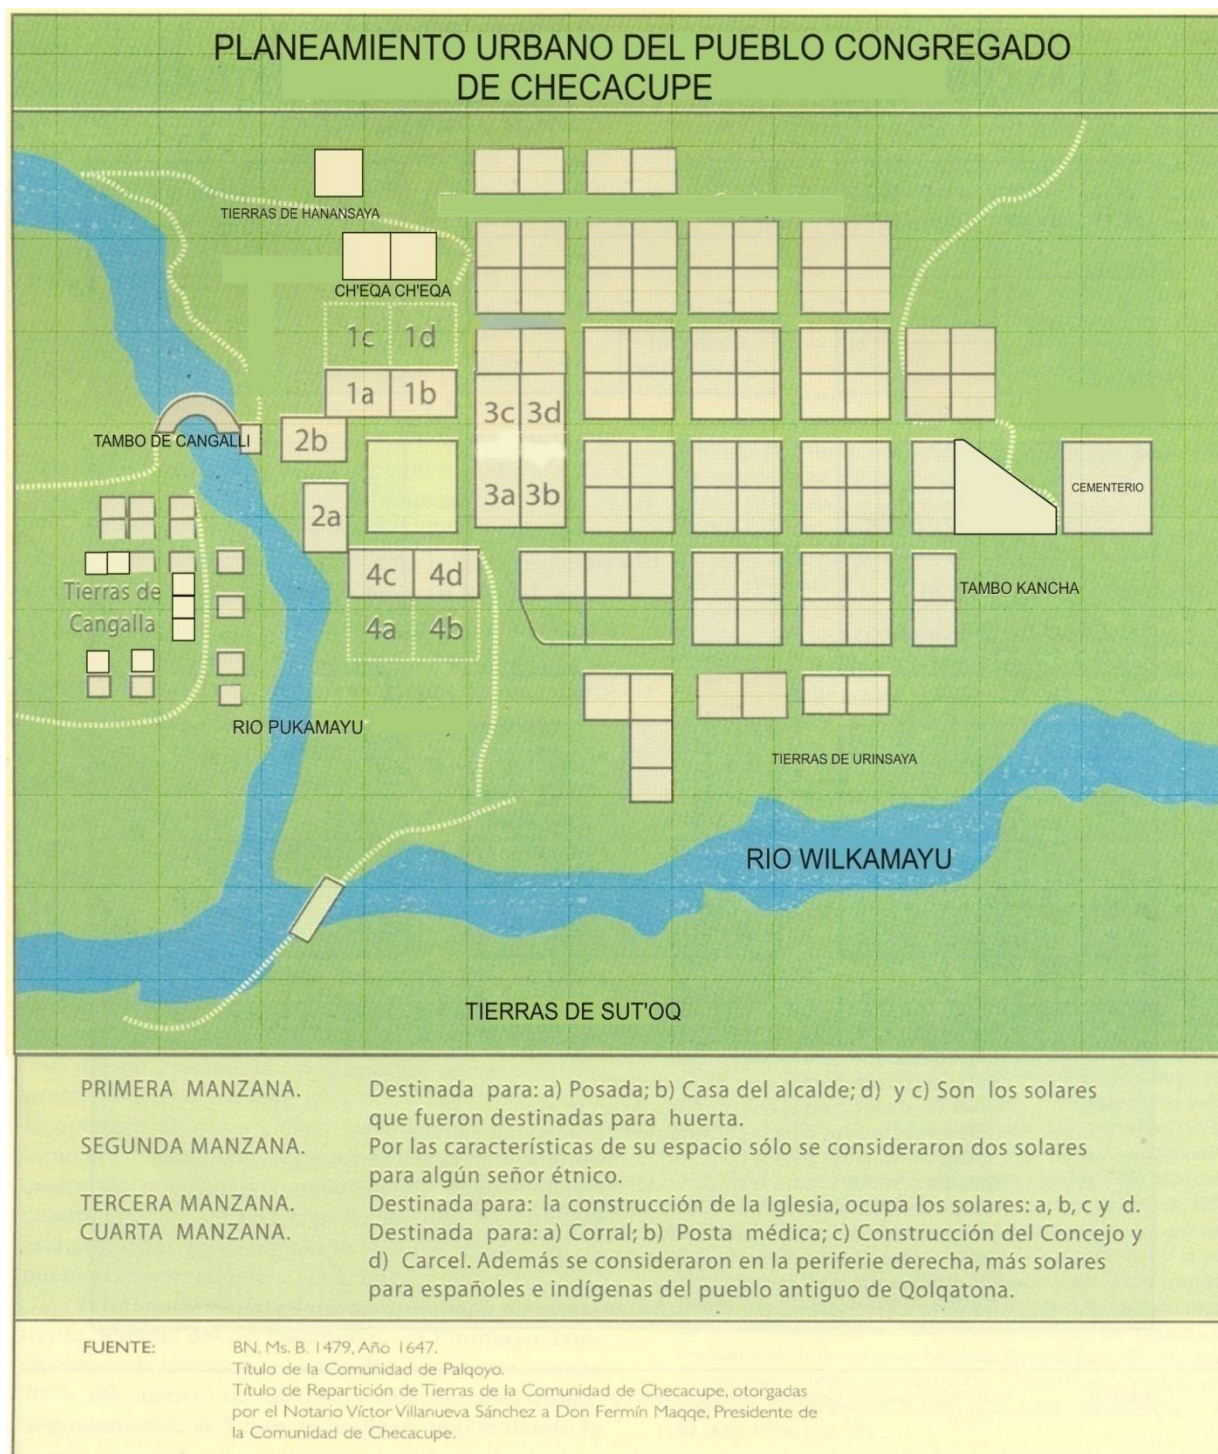 PLANEAMIENTO URBANO DEL PUEBLO CONGREGADO
DE CHECACUPE
TIERRAS DE HANANSAYA
CH'EQA CH'EQA
1c 1d
1a 1b
3c 3d
TAMBO DE CANGALLI
2b
CEMENTERIO
3a 3b
2a
4c 4d
TAMBO KANCHA
Tierras de
Cangalla
4a 4b
RIO PUKAMAYU
TIERRAS DE URINSAYA
RIO WILKAMAYU
TIERRAS DE SUT'OQ
PRIMERA MANZANA. Destinada para: a) Posada; b) Casa del alcalde; d) y c) Son los solares
que fueron destinadas para huerta.
SEGUNDA MANZANA. Por las características de su espacio sólo se consideraron dos solares
para algún señor étnico.
TERCERA MANZANA. Destinada para: la construcción de la Iglesia, ocupa los solares: a, b, c y d.
CUARTA MANZANA. Destinada para: a) Corral; b) Posta médica; c) Construcción del Concejo y
d) Carcel. Además se consideraron en la periferie derecha, más solares
para españoles e indígenas del pueblo antiguo de Qolqatona.
FUENTE: BN. Ms. B. 1479, Año 1647.
Título de la Comunidad de Palqoyo.
Título de Repartición de Tierras de la Comunidad de Checacupe, otorgadas
por el Notario Víctor Villanueva Sánchez a Don Fermín Maqqe, Presidente de
la Comunidad de Checacupe.